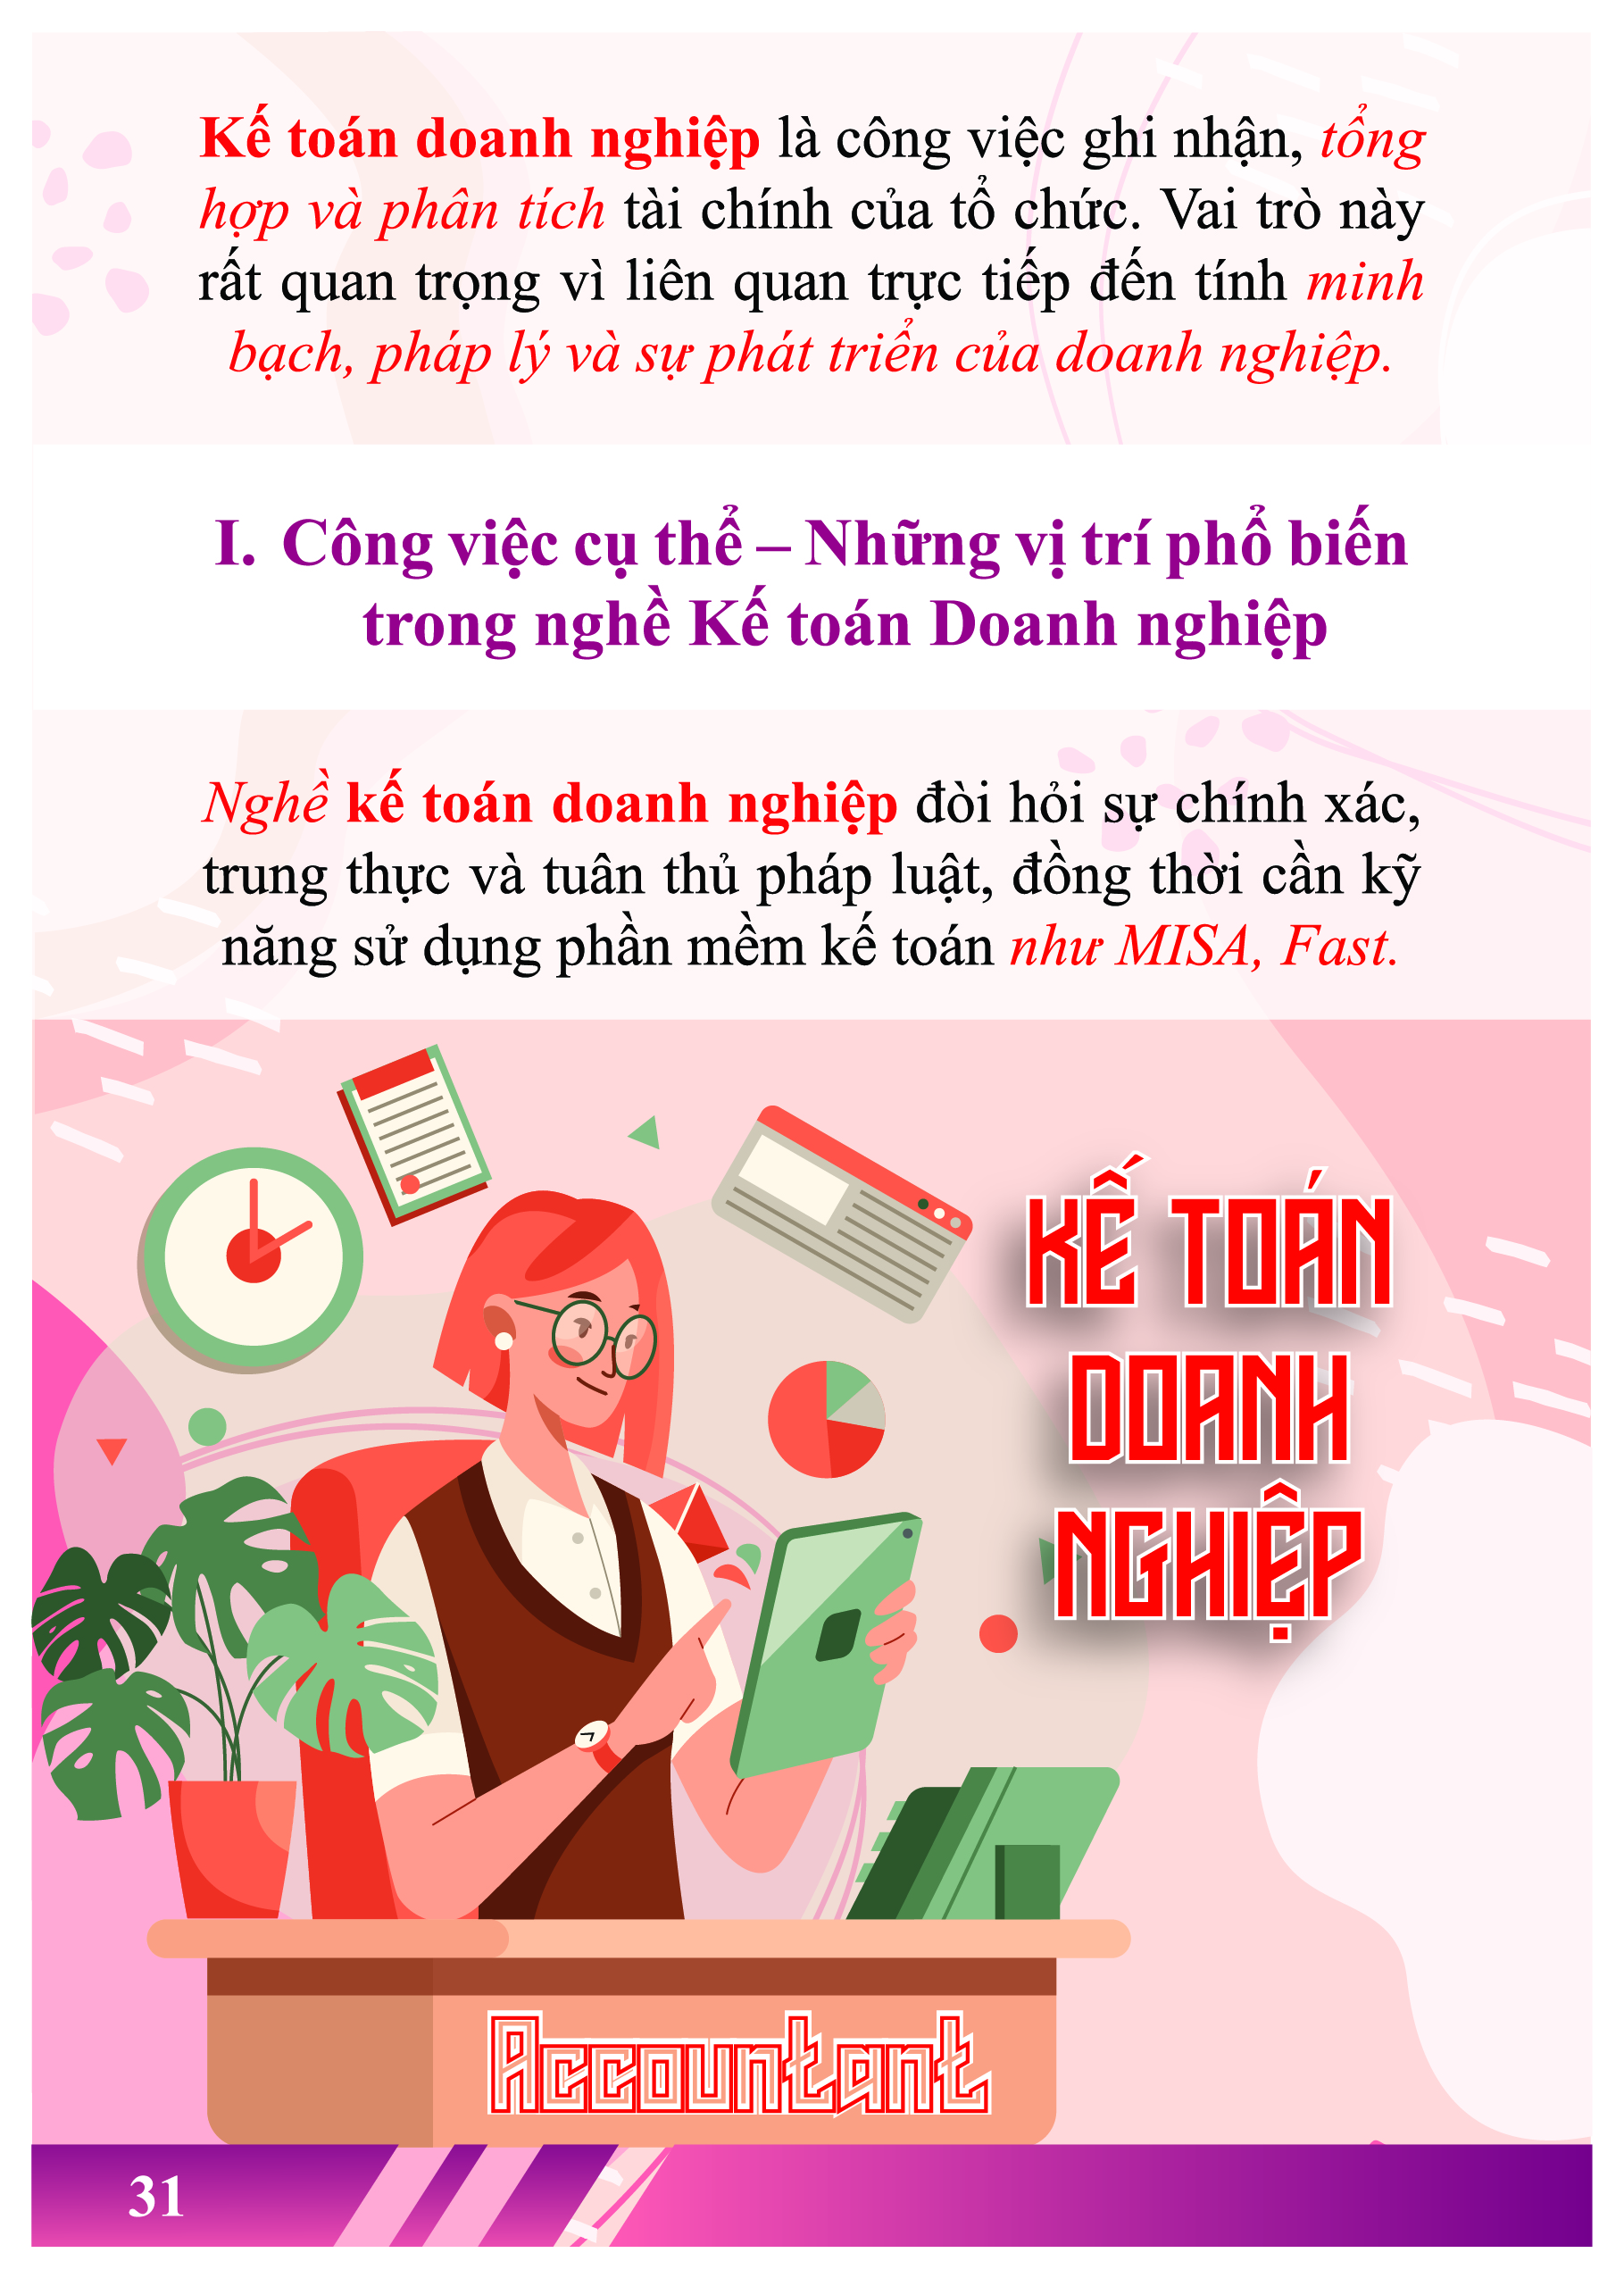 Kế toán doanh nghiệp là công việc ghi nhận, tổng
hợp và phân tích tài chính của tổ chức. Vai trò này
rất quan trọng vì liên quan trực tiếp đến tính minh
bạch, pháp lý và sự phát triển của doanh nghiệp.
I. Công việc cụ thể – Những vị trí phổ biến
trong nghề Kế toán Doanh nghiệp
Nghề kế toán doanh nghiệp đòi hỏi sự chính xác,
trung thực và tuân thủ pháp luật, đồng thời cần kỹ
năng sử dụng phần mềm kế toán như MISA, Fast.
KẾ TOÁN
DOANH
NGHIỆP
Accountant
31